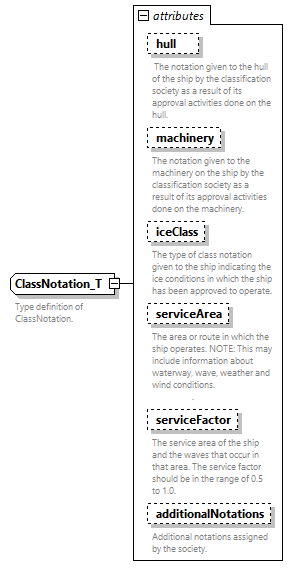 attributes
hull
The notation given to the hull
of the ship by the classification
society as a result of its
approval activities done on the
hull.
machinery
The notation given to the
machinery on the ship by the
classification society as a
result of its approval activities
done on the machinery.
iceClass
The type of class notation
given to the ship indicating the
ice conditions in which the ship
has been approved to operate.
ClassNotation_T
Type definition of
ClassNotation.
serviceArea
The area or route in which the
ship operates. NOTE: This may
include information about
waterway, wave, weather and
wind conditions.
.
serviceFactor
The service area of the ship
and the waves that occur in
that area. The service factor
should be in the range of 0.5
to 1.0.
additionalNotations
Additional notations assigned
by the society.